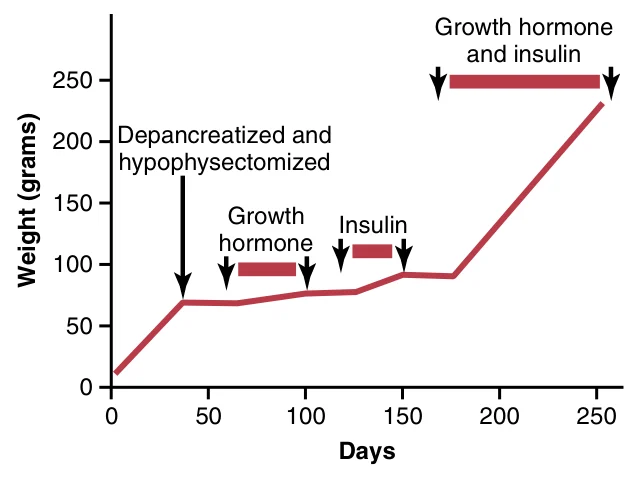 Growth hormone
and insulin
Depancreatized and
hypophysectomized
Growth
hormone
Insulin
Weight (grams)
250
200
150
100
50
0
0 50 100 150 200 250
Days